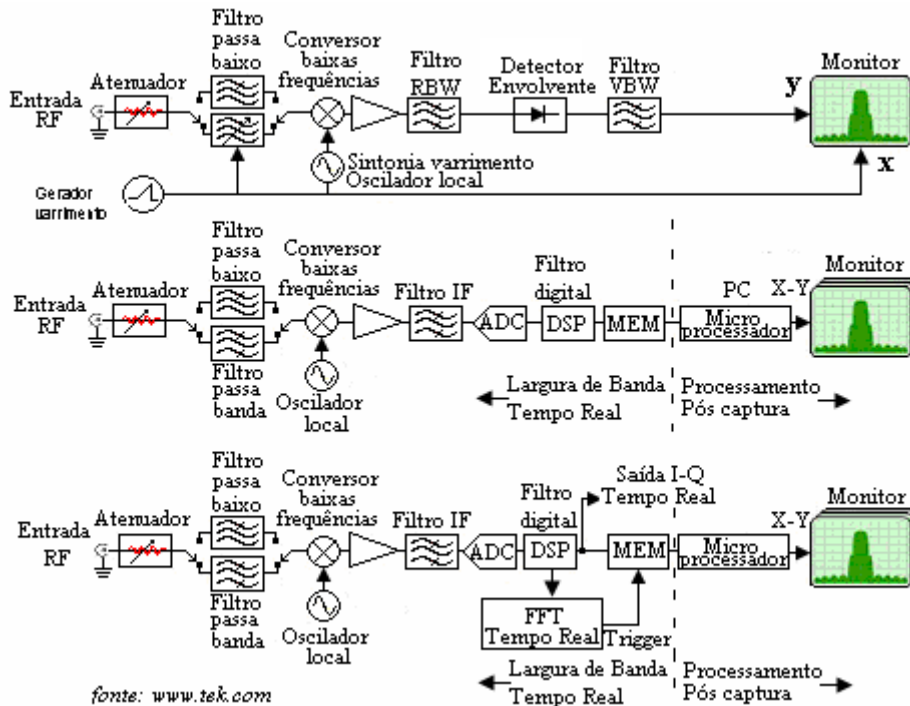 Filtro
passa
baixo
Conversor
baixas
frequências
Filtro
RBW
Detector
Envolvente
Filtro
VBW
Monitor
Atenuador
Entrada
RF
y
x
Sintonia varrimento
Oscilador local
Gerador
varrimento
Filtro
passa
baixo
Conversor
baixas
frequências
Filtro IF
Filtro
digital
PC
X-Y
Monitor
Atenuador
Entrada
RF
ADC
DSP
MEM
Micro
processador
Filtro
passa
banda
Oscilador
local
Largura de Banda
Tempo Real
Processamento
Pós captura
Filtro
passa
baixo
Conversor
baixas
frequências
Filtro IF
Filtro
digital
Saída I-Q
Tempo Real
X-Y
Monitor
Atenuador
Entrada
RF
ADC
DSP
MEM
Micro
processador
Filtro
passa
banda
Oscilador
local
FFT
Tempo Real
Trigger
Largura de Banda
Tempo Real
Processamento
Pós captura
fonte: www.tek.com